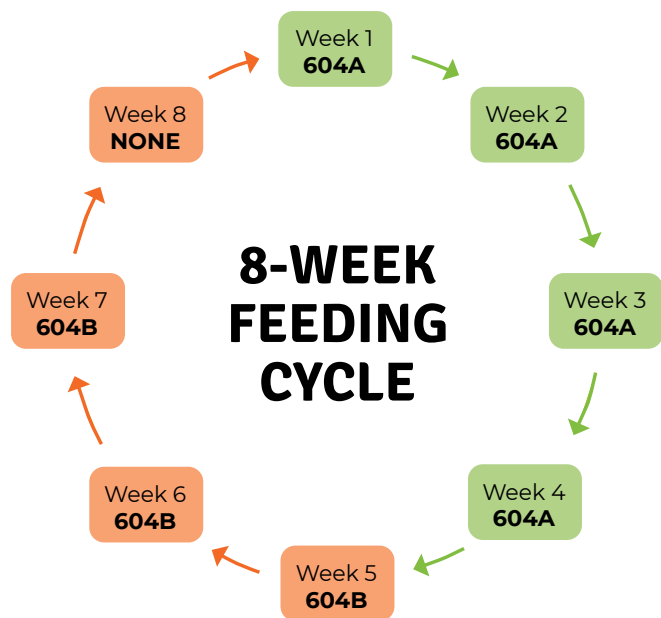 Week 1
604A
Week 2
604A
Week 3
604A
Week 4
604A
Week 5
604B
Week 6
604B
Week 7
604B
Week 8
NONE
8-WEEK
FEEDING
CYCLE